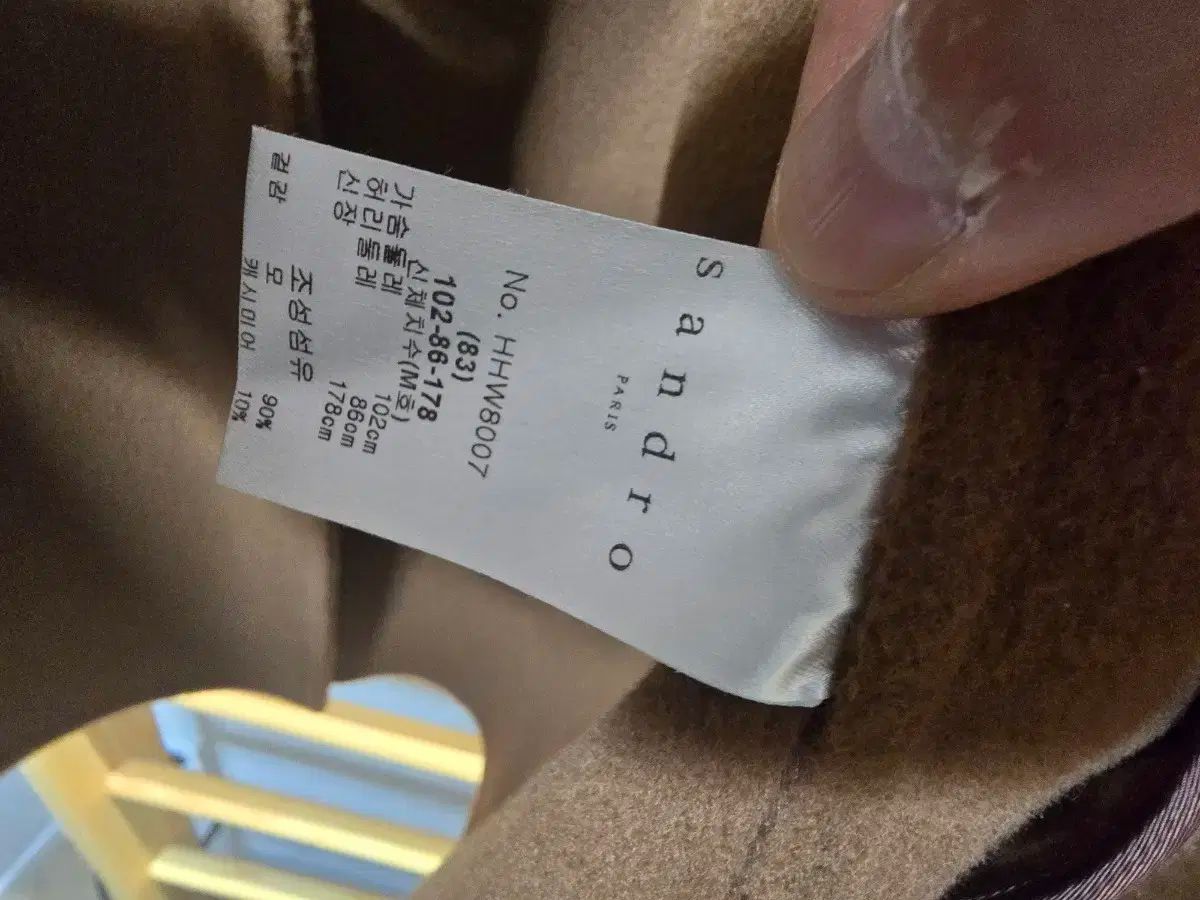 sandro
PARIS
No. HHW8007
(83)
102-86-178
신체치수(M호)
가슴둘레 102cm
허리둘레 86cm
신장 178cm
조성섬유
겉감 모 90%
캐시미어 10%